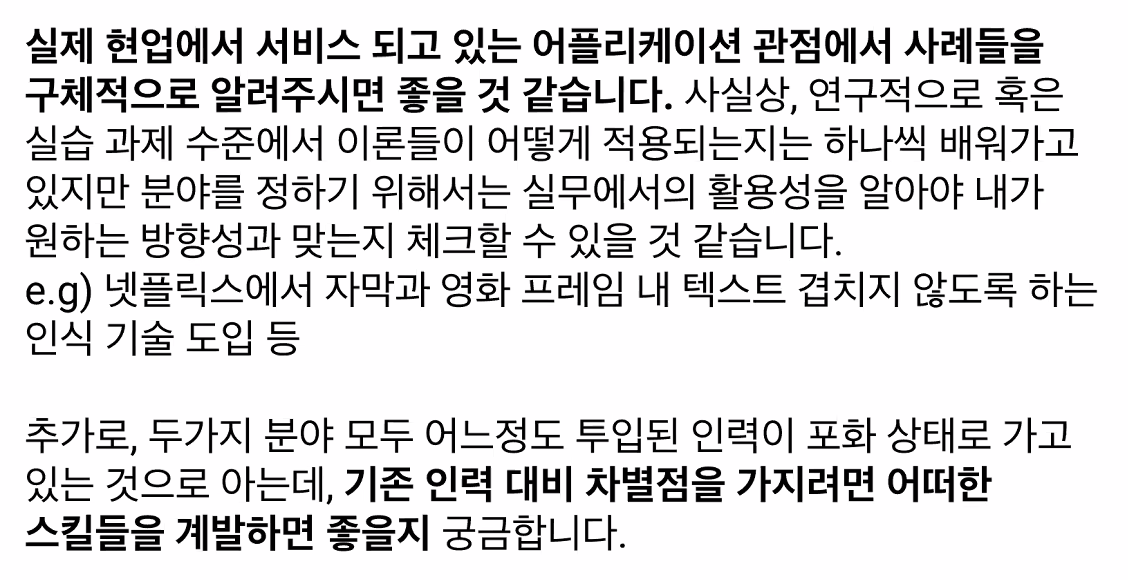 실제 현업에서 서비스 되고 있는 어플리케이션 관점에서 사례들을
구체적으로 알려주시면 좋을 것 같습니다. 사실상, 연구적으로 혹은
실습 과제 수준에서 이론들이 어떻게 적용되는지는 하나씩 배워가고
있지만 분야를 정하기 위해서는 실무에서의 활용성을 알아야 내가
원하는 방향성과 맞는지 체크할 수 있을 것 같습니다.
e.g) 넷플릭스에서 자막과 영화 프레임 내 텍스트 겹치지 않도록 하는
인식 기술 도입 등
추가로, 두가지 분야 모두 어느정도 투입된 인력이 포화 상태로 가고
있는 것으로 아는데, 기존 인력 대비 차별점을 가지려면 어떠한
스킬들을 계발하면 좋을지 궁금합니다.